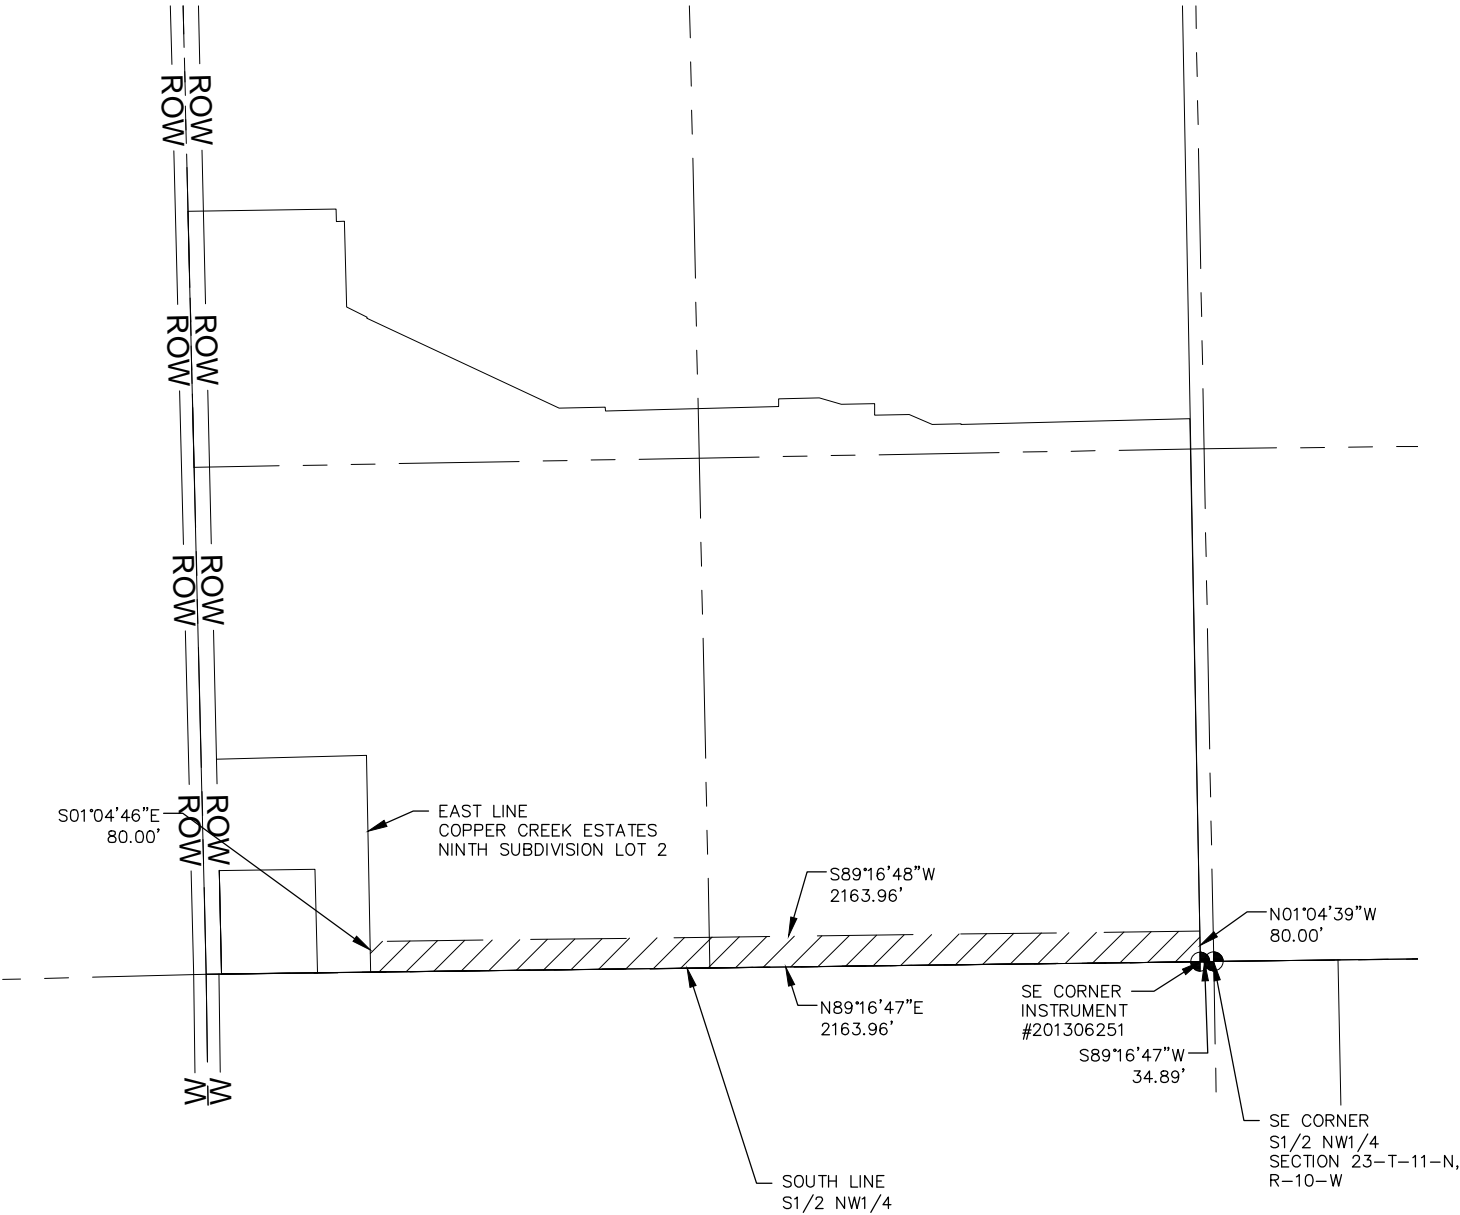 ROW
ROW
ROW
ROW
ROW
ROW
ROW
ROW
S01°04'46"E
80.00'
EAST LINE
COPPER CREEK ESTATES
NINTH SUBDIVISION LOT 2
S89°16'48"W
2163.96'
N01°04'39"W
80.00'
N89°16'47"E
2163.96'
SE CORNER
INSTRUMENT
#201306251
S89°16'47"W
34.89'
SE CORNER
S1/2 NW1/4
SECTION 23-T-11-N,
R-10-W
SOUTH LINE
S1/2 NW1/4
W
W